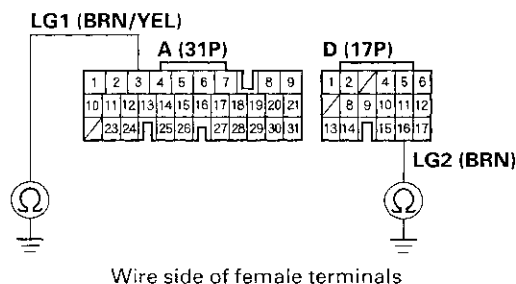 LG1 (BRN/YEL)
A (31P) D (17P)
1 2 3 4 5 6 7 8 9 1 2 4 5 6
10 11 12 13 14 15 16 17 18 19 20 21 8 9 10 11 12
23 24 25 26 27 28 29 30 31 13 14 15 16 17
LG2 (BRN)
Ω Ω
Wire side of female terminals